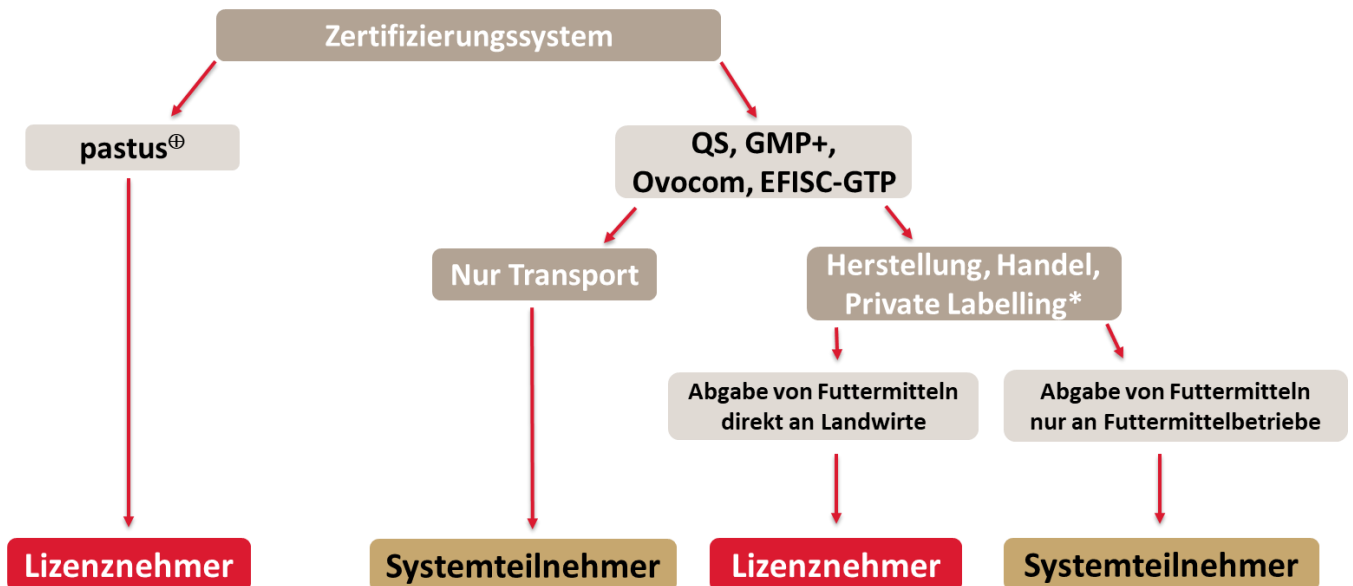 Zertifizierungssystem
pastus⊕
QS, GMP+,
Ovocom, EFISC-GTP
Nur Transport
Herstellung, Handel,
Private Labelling*
Abgabe von Futtermitteln
direkt an Landwirte
Abgabe von Futtermitteln
nur an Futtermittelbetriebe
Lizenznehmer
Systemteilnehmer
Lizenznehmer
Systemteilnehmer